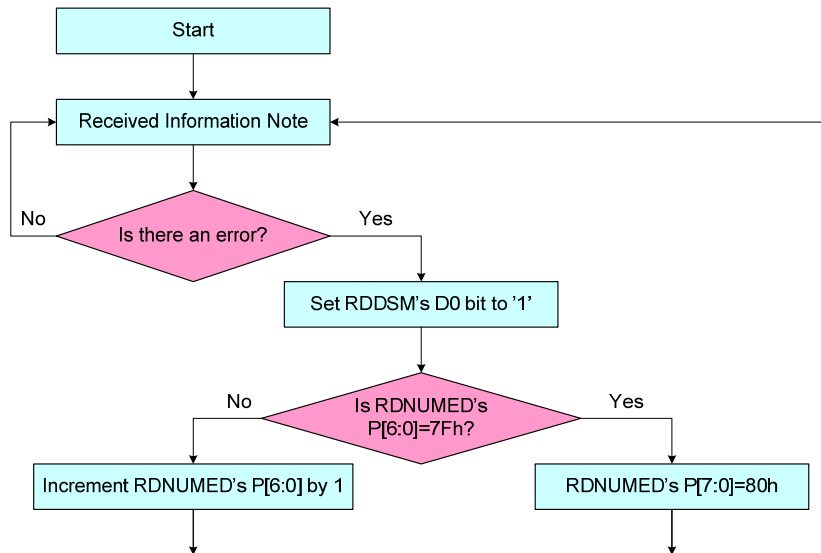 Start
Received Information Note
No
Yes
Is there an error?
Set RDDSM's D0 bit to '1'
No
Yes
Is RDNUMED's
P[6:0]=7Fh?
Increment RDNUMED's P[6:0] by 1
RDNUMED's P[7:0]=80h